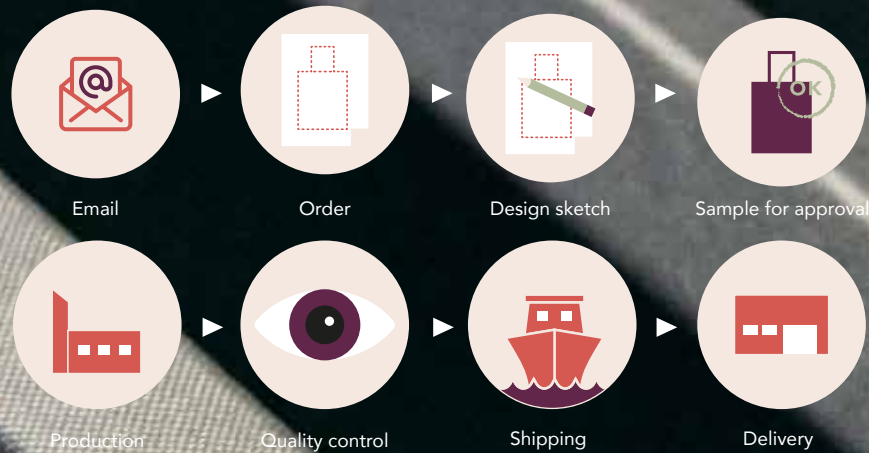 @
OK
Email
Order
Design sketch
Sample for approval
Production
Quality control
Shipping
Delivery